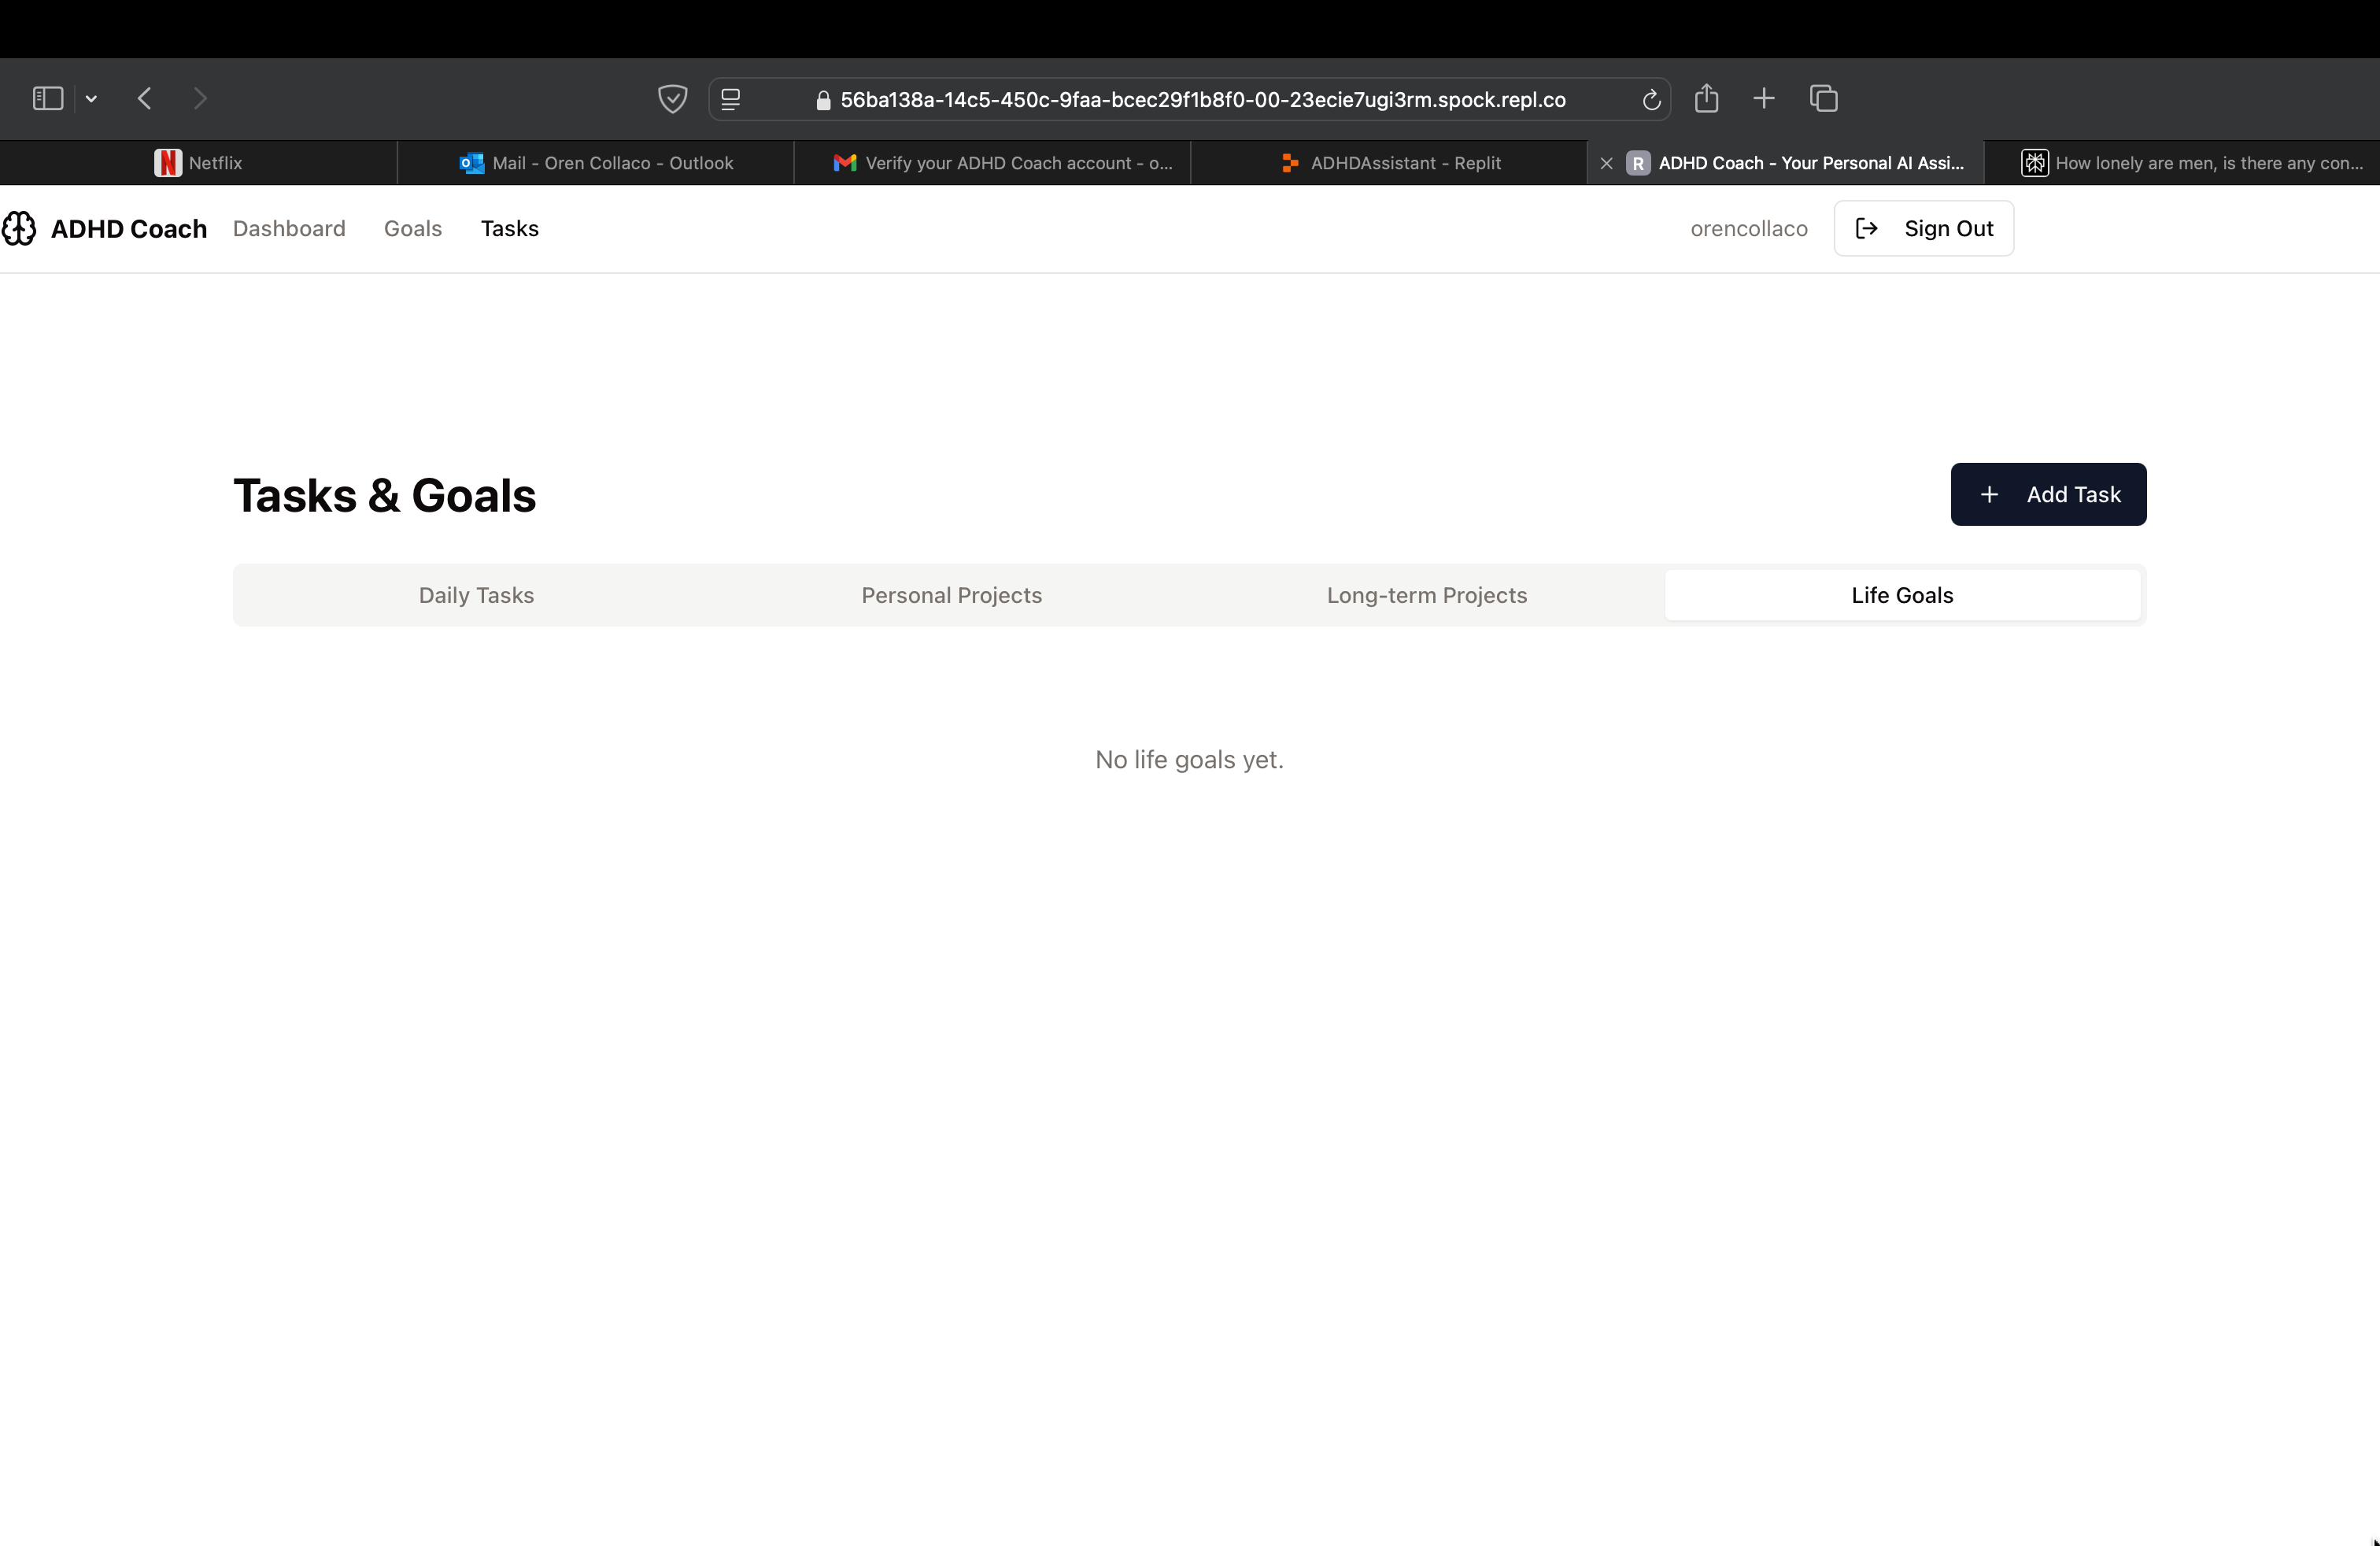 56ba138a-14c5-450c-9faa-bcec29f1b8f0-00-23ecie7ugi3rm.spock.repl.co
Netflix
Mail - Oren Collaco - Outlook
Verify your ADHD Coach account - o...
ADHDAssistant - Replit
R ADHD Coach - Your Personal AI Assi...
How lonely are men, is there any con...
ADHD Coach Dashboard Goals Tasks orencollaco Sign Out
Tasks & Goals
+ Add Task
Daily Tasks Personal Projects Long-term Projects Life Goals
No life goals yet.